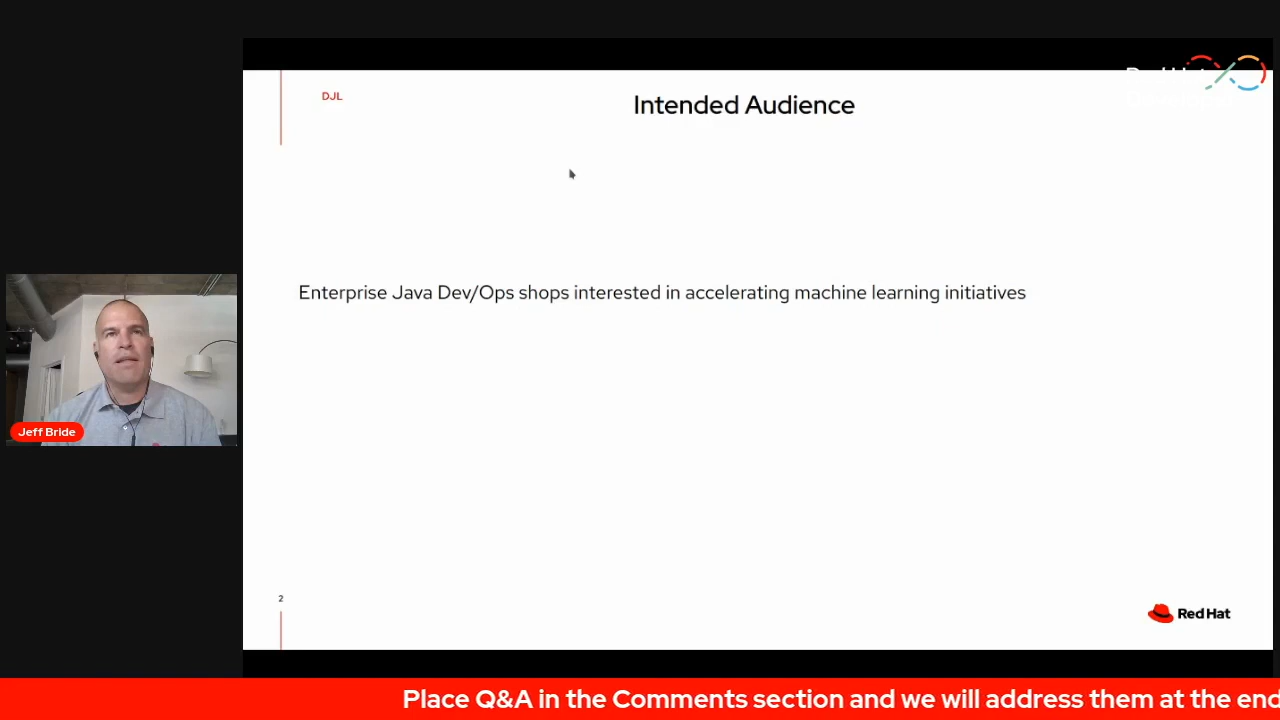 DJL
Intended Audience
Enterprise Java Dev/Ops shops interested in accelerating machine learning initiatives
Jeff Bride
2
Red Hat
Place Q&A in the Comments section and we will address them at the end